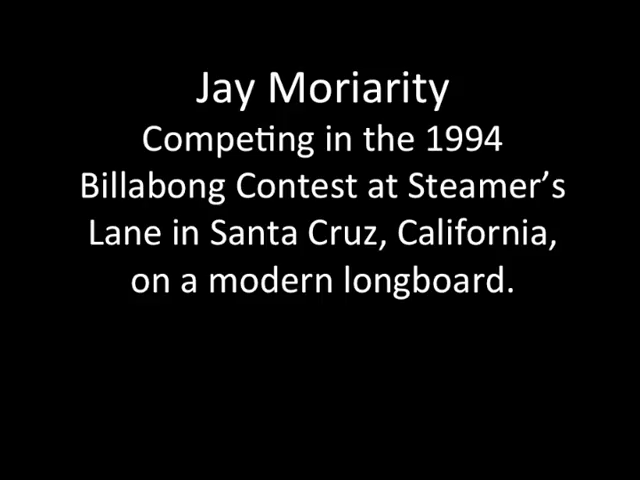 Jay Moriarity
Competing in the 1994
Billabong Contest at Steamer’s
Lane in Santa Cruz, California,
on a modern longboard.